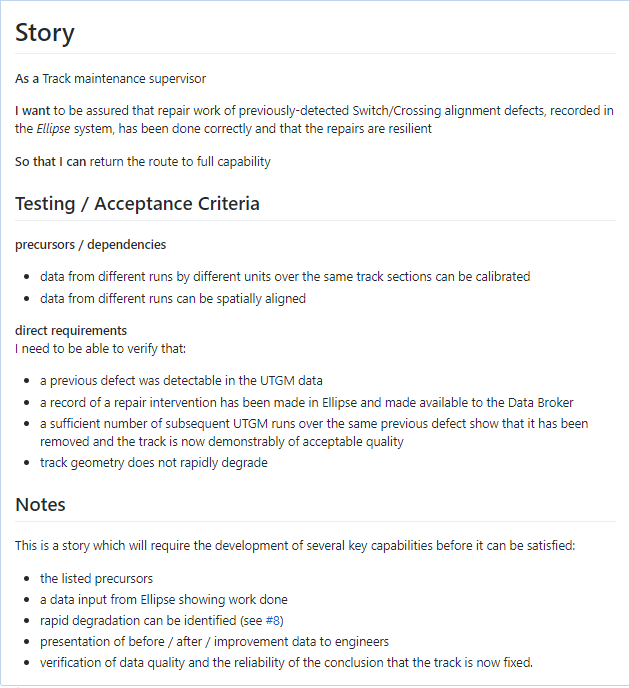 Story
As a Track maintenance supervisor
I want to be assured that repair work of previously-detected Switch/Crossing alignment defects, recorded in
the Ellipse system, has been done correctly and that the repairs are resilient
So that I can return the route to full capability
Testing / Acceptance Criteria
precursors / dependencies
• data from different runs by different units over the same track sections can be calibrated
• data from different runs can be spatially aligned
direct requirements
I need to be able to verify that:
• a previous defect was detectable in the UTGM data
• a record of a repair intervention has been made in Ellipse and made available to the Data Broker
• a sufficient number of subsequent UTGM runs over the same previous defect show that it has been
removed and the track is now demonstrably of acceptable quality
• track geometry does not rapidly degrade
Notes
This is a story which will require the development of several key capabilities before it can be satisfied:
• the listed precursors
• a data input from Ellipse showing work done
• rapid degradation can be identified (see #8)
• presentation of before / after / improvement data to engineers
• verification of data quality and the reliability of the conclusion that the track is now fixed.